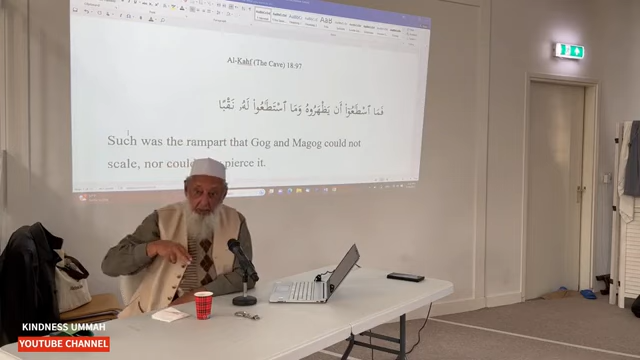 Al-Kahf (The Cave) 18:97
فَمَا ٱسْطَـٰعُوٓا۟ أَن يَظْهَرُوهُ وَمَا ٱسْتَطَـٰعُوا۟ لَهُۥ نَقْبًا
Such was the rampart that Gog and Magog could not
scale, nor could pierce it.
KINDNESS UMMAH
YOUTUBE CHANNEL